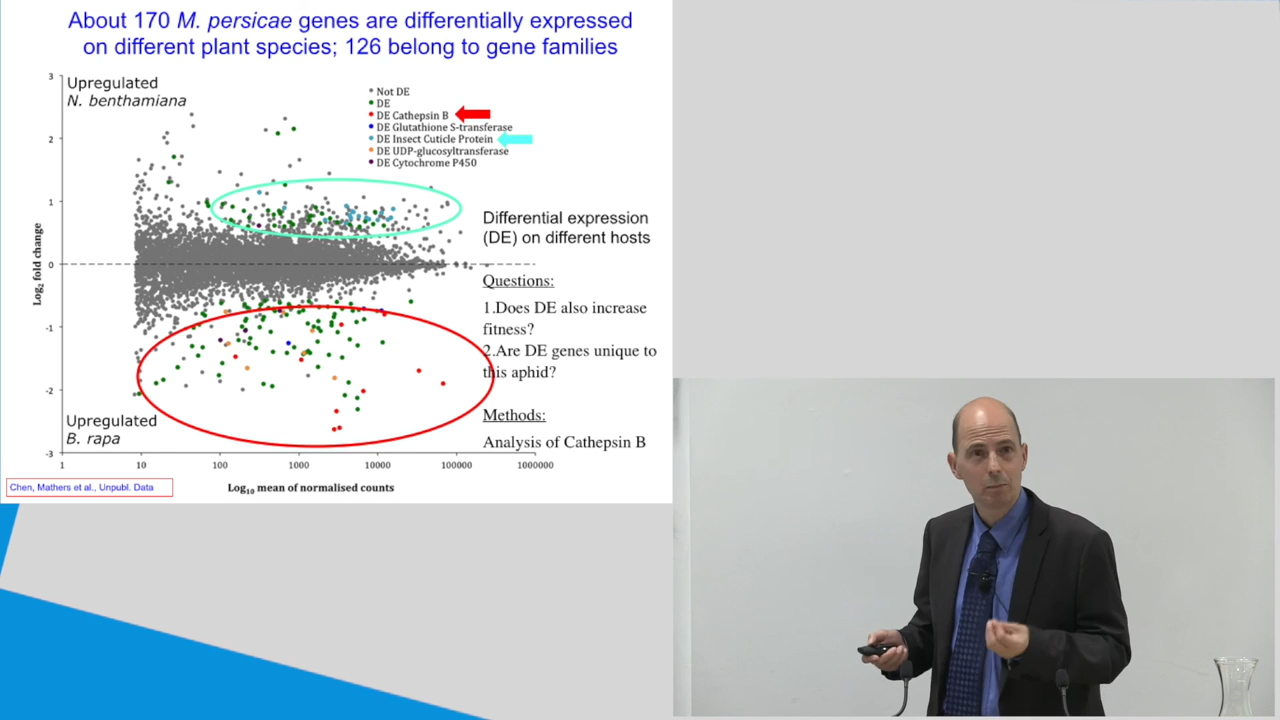 About 170 M. persicae genes are differentially expressed
on different plant species; 126 belong to gene families
3
2
1
0
-1
-2
-3
Log2 fold change
Upregulated
N. benthamiana
Not DE
DE
DE Cathepsin B
DE Glutathione S-transferase
DE Insect Cuticle Protein
DE UDP-glucosyltransferase
DE Cytochrome P450
Differential expression
(DE) on different hosts
Questions:
1.Does DE also increase
fitness?
2.Are DE genes unique to
this aphid?
Methods:
Analysis of Cathepsin B
Upregulated
B. rapa
1
10
100
1000
10000
100000
1000000
Log10 mean of normalised counts
Chen, Mathers et al., Unpubl. Data